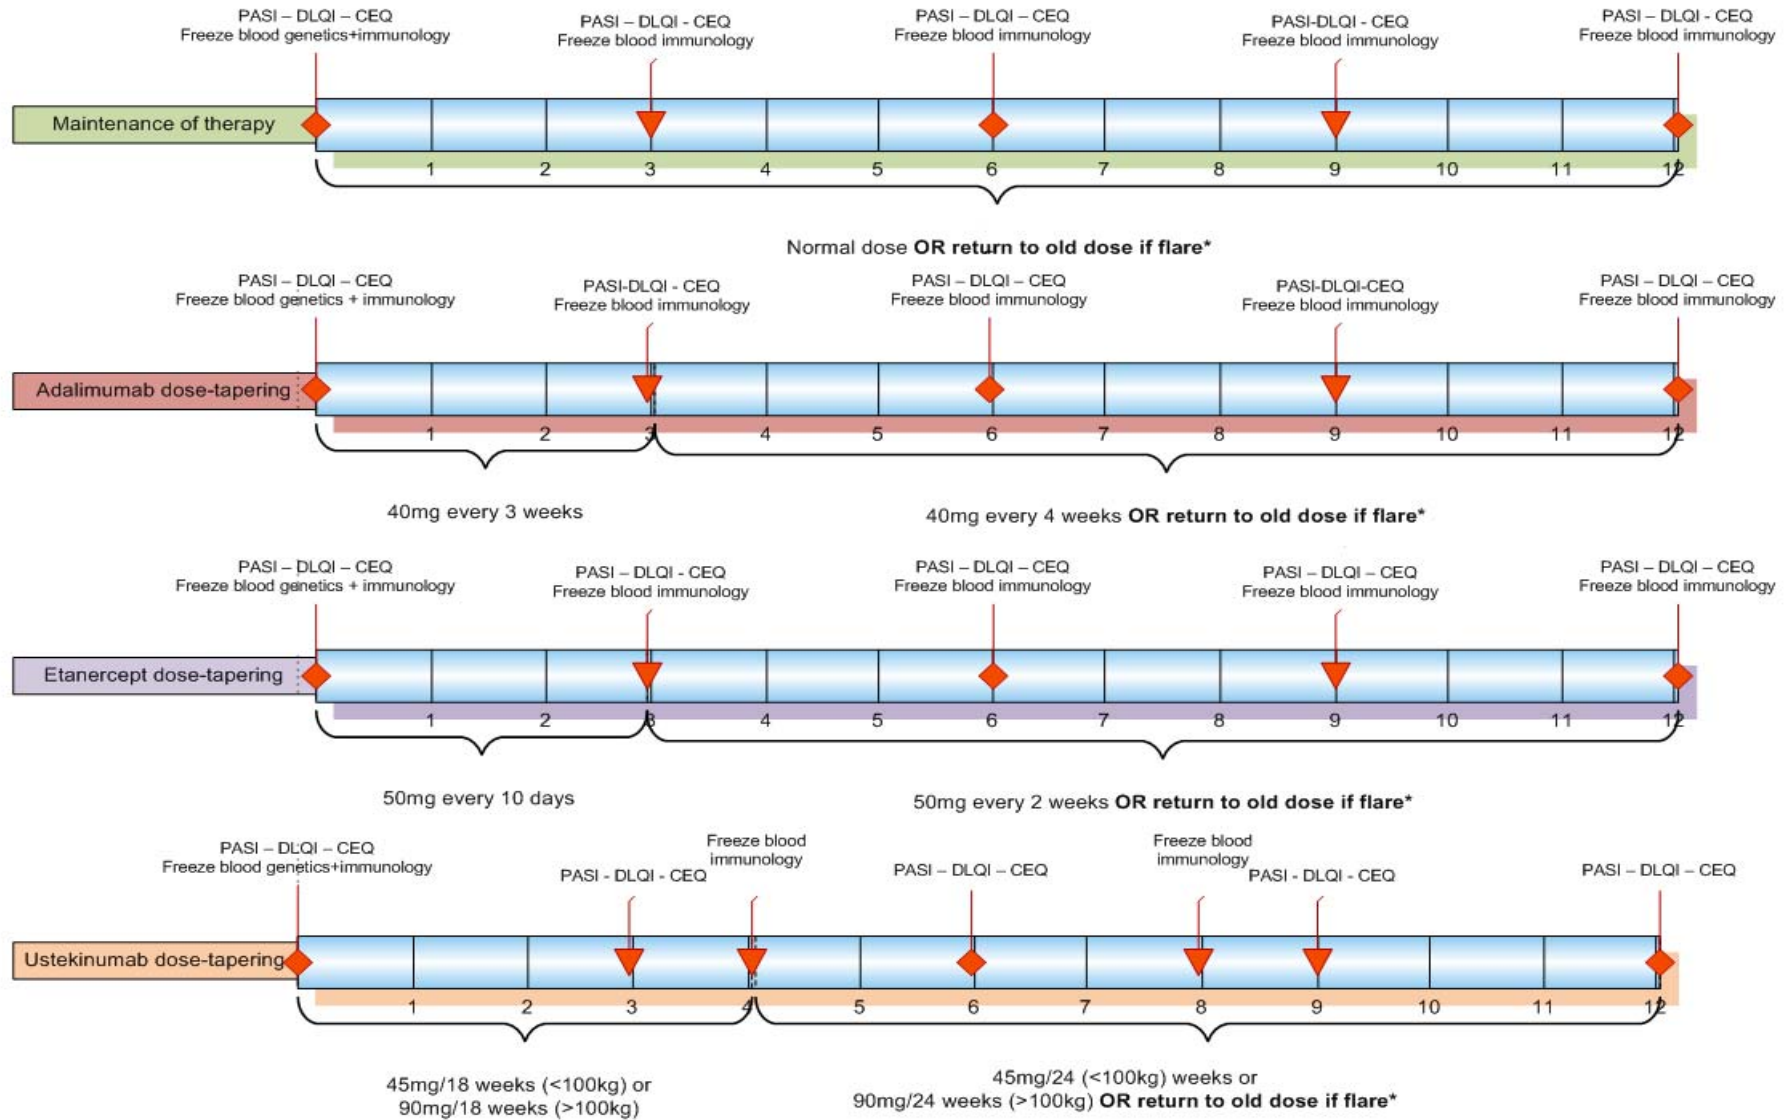 PASI – DLQI – CEQ
Freeze blood genetics+immunology
PASI – DLQI - CEQ
Freeze blood immunology
PASI – DLQI – CEQ
Freeze blood immunology
PASI-DLQI - CEQ
Freeze blood immunology
PASI – DLQI - CEQ
Freeze blood immunology
Maintenance of therapy
1 2 3 4 5 6 7 8 9 10 11 12
Normal dose OR return to old dose if flare*
PASI – DLQI – CEQ
Freeze blood genetics + immunology
PASI-DLQI - CEQ
Freeze blood immunology
PASI – DLQI – CEQ
Freeze blood immunology
PASI-DLQI-CEQ
Freeze blood immunology
PASI – DLQI – CEQ
Freeze blood immunology
Adalimumab dose-tapering
1 2 3 4 5 6 7 8 9 10 11 12
40mg every 3 weeks
40mg every 4 weeks OR return to old dose if flare*
PASI – DLQI – CEQ
Freeze blood genetics + immunology
PASI – DLQI - CEQ
Freeze blood immunology
PASI – DLQI – CEQ
Freeze blood immunology
PASI – DLQI – CEQ
Freeze blood immunology
PASI – DLQI – CEQ
Freeze blood immunology
Etanercept dose-tapering
1 2 3 4 5 6 7 8 9 10 11 12
50mg every 10 days
50mg every 2 weeks OR return to old dose if flare*
PASI – DLQI – CEQ
Freeze blood genetics+immunology
PASI - DLQI - CEQ
Freeze blood
immunology
PASI – DLQI – CEQ
Freeze blood
immunology
PASI - DLQI - CEQ
PASI – DLQI – CEQ
Ustekinumab dose-tapering
1 2 3 4 5 6 7 8 9 10 11 12
45mg/18 weeks (<100kg) or
90mg/18 weeks (>100kg)
45mg/24 (<100kg) weeks or
90mg/24 weeks (>100kg) OR return to old dose if flare*